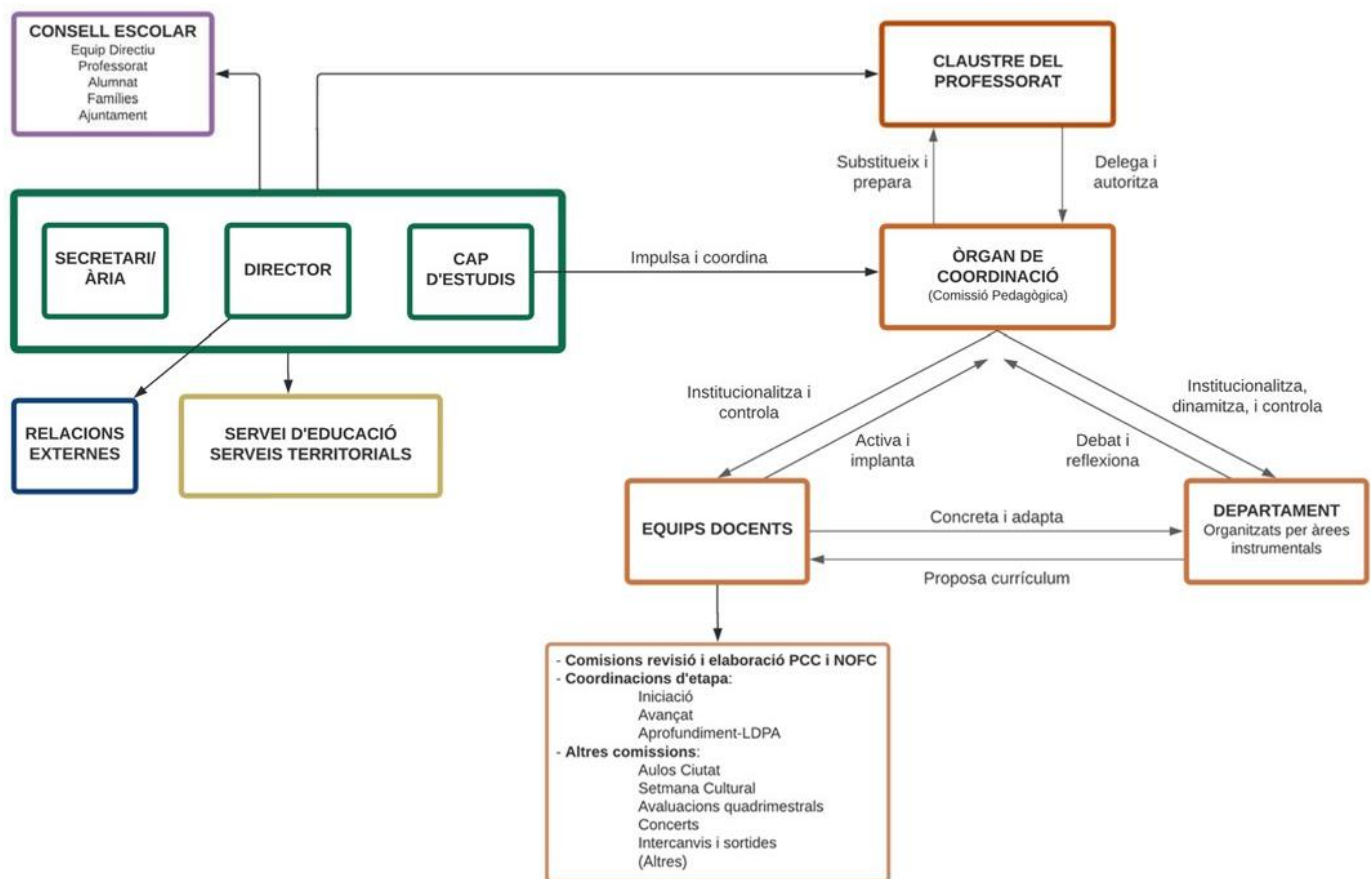 CONSELL ESCOLAR
Equip Directiu
Professorat
Alumnat
Famílies
Ajuntament
CLAUSTRE DEL
PROFESSORAT
Substitueix i
prepara
Delega i
autoritza
SECRETARI/
ÀRIA
DIRECTOR
CAP
D'ESTUDIS
Impulsa i coordina
ÒRGAN DE
COORDINACIÓ
(Comissió Pedagògica)
RELACIONS
EXTERNES
SERVEI D'EDUCACIÓ
SERVEIS TERRITORIALS
Institucionalitza i
controla
Activa i
implanta
Debat i
reflexiona
Institucionalitza,
dinamitza, i controla
EQUIPS DOCENTS
Concreta i adapta
Proposa currículum
DEPARTAMENT
Organitzats per àrees
instrumentals
- Comisions revisió i elaboració PCC i NOFC
- Coordinacions d'etapa:
Iniciació
Avançat
Aprofundiment-LDPA
- Altres comissions:
Aulos Ciutat
Setmana Cultural
Avaluacions quadrimestrals
Concerts
Intercanvis i sortides
(Altres)